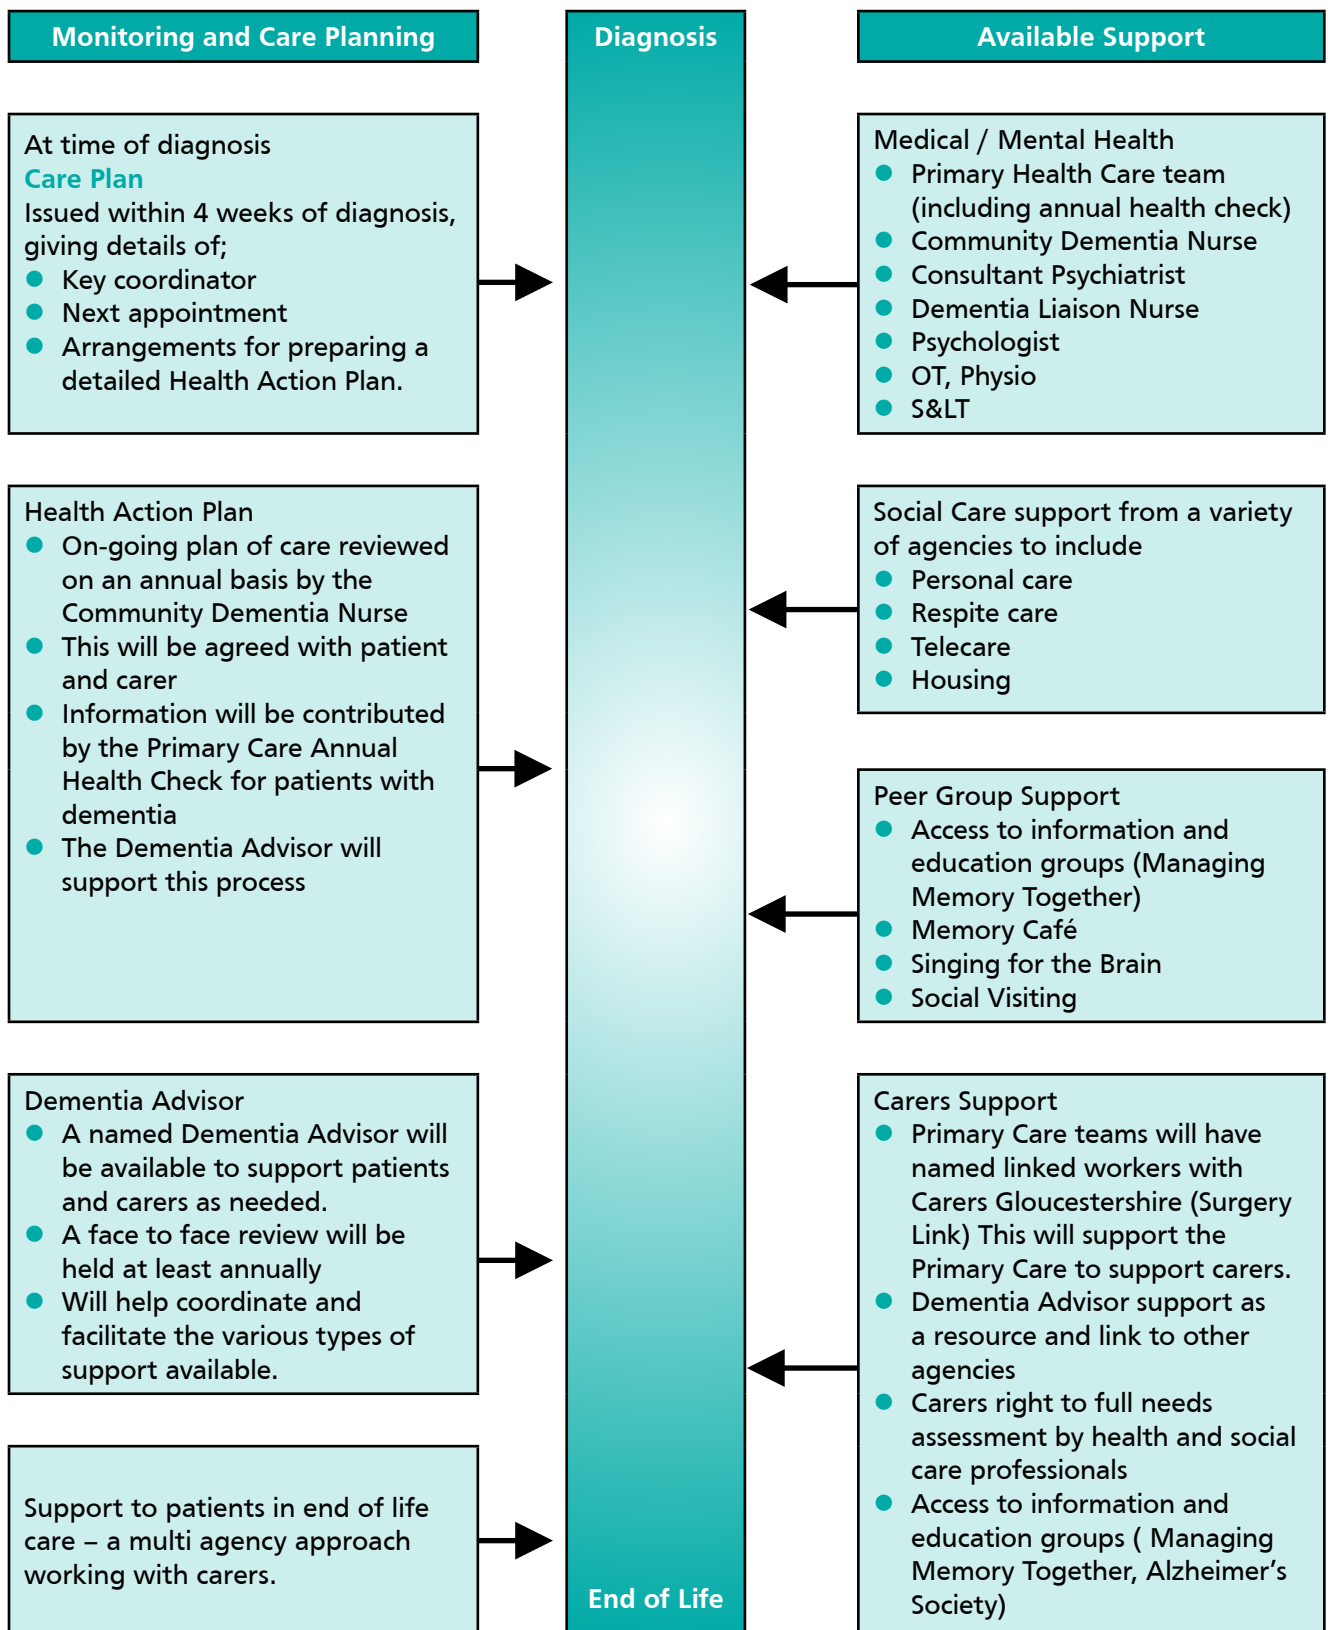 Monitoring and Care Planning
At time of diagnosis
Care Plan
Issued within 4 weeks of diagnosis,
giving details of;
● Key coordinator
● Next appointment
● Arrangements for preparing a
detailed Health Action Plan.
Health Action Plan
● On-going plan of care reviewed
on an annual basis by the
Community Dementia Nurse
● This will be agreed with patient
and carer
● Information will be contributed
by the Primary Care Annual
Health Check for patients with
dementia
● The Dementia Advisor will
support this process
Dementia Advisor
● A named Dementia Advisor will
be available to support patients
and carers as needed.
● A face to face review will be
held at least annually
● Will help coordinate and
facilitate the various types of
support available.
Support to patients in end of life
care – a multi agency approach
working with carers.
Diagnosis
End of Life
Available Support
Medical / Mental Health
● Primary Health Care team
(including annual health check)
● Community Dementia Nurse
● Consultant Psychiatrist
● Dementia Liaison Nurse
● Psychologist
● OT, Physio
● S&LT
Social Care support from a variety
of agencies to include
● Personal care
● Respite care
● Telecare
● Housing
Peer Group Support
● Access to information and
education groups (Managing
Memory Together)
● Memory Café
● Singing for the Brain
● Social Visiting
Carers Support
● Primary Care teams will have
named linked workers with
Carers Gloucestershire (Surgery
Link) This will support the
Primary Care to support carers.
● Dementia Advisor support as
a resource and link to other
agencies
● Carers right to full needs
assessment by health and social
care professionals
● Access to information and
education groups ( Managing
Memory Together, Alzheimer’s
Society)